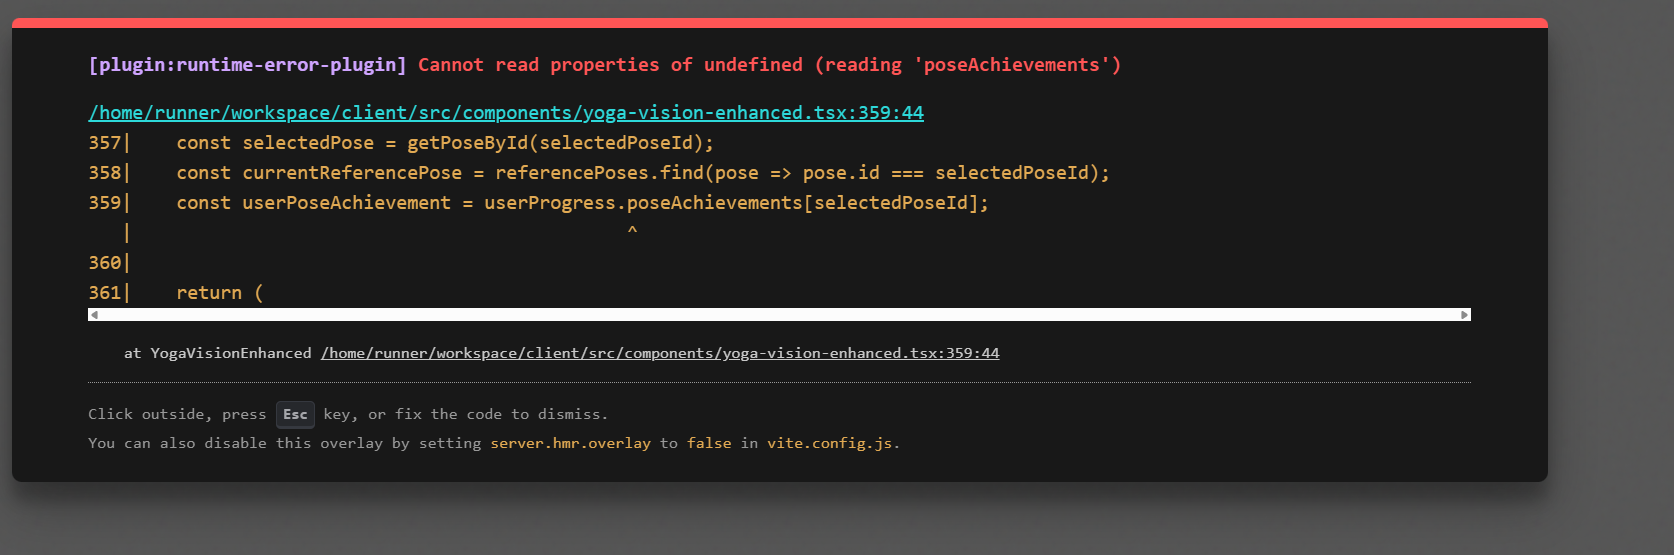 [plugin:runtime-error-plugin] Cannot read properties of undefined (reading 'poseAchievements')
/home/runner/workspace/client/src/components/yoga-vision-enhanced.tsx:359:44
357|    const selectedPose = getPoseById(selectedPoseId);
358|    const currentReferencePose = referencePoses.find(pose => pose.id === selectedPoseId);
359|    const userPoseAchievement = userProgress.poseAchievements[selectedPoseId];
   |                                             ^
360|
361|    return (
at YogaVisionEnhanced /home/runner/workspace/client/src/components/yoga-vision-enhanced.tsx:359:44
Click outside, press Esc key, or fix the code to dismiss.
You can also disable this overlay by setting server.hmr.overlay to false in vite.config.js.